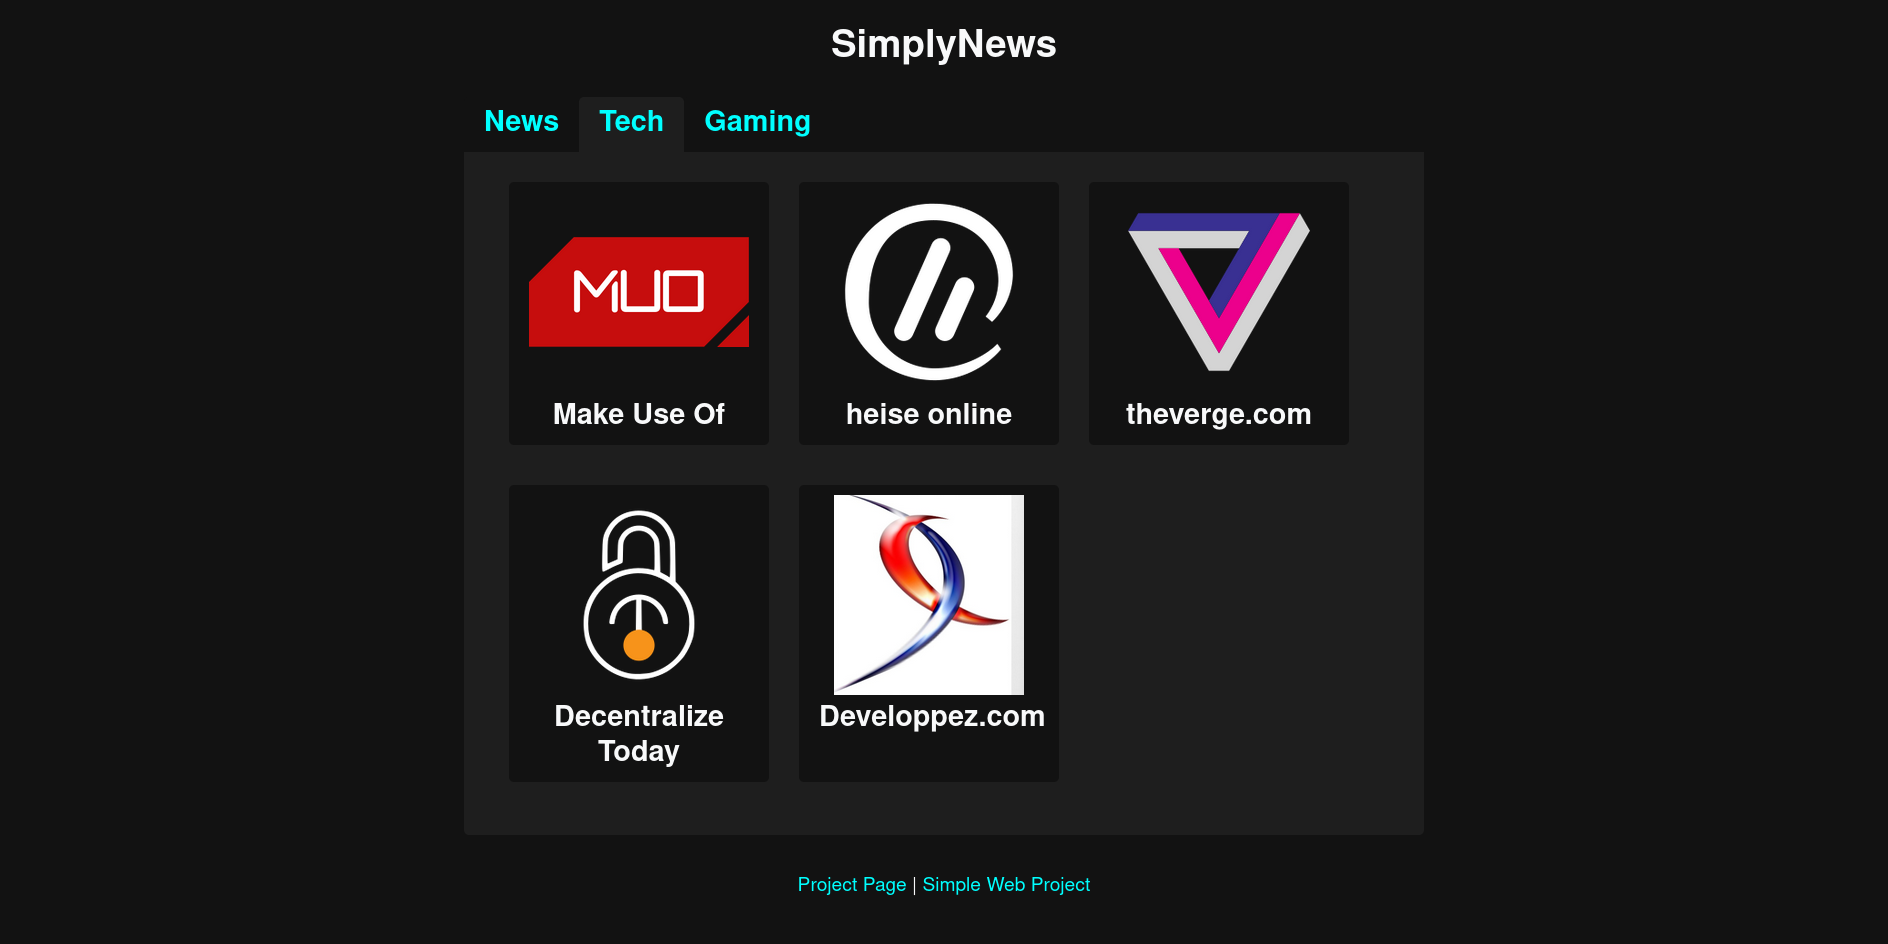 SimplyNews
News Tech Gaming
MUO
Make Use Of
heise online
theverge.com
Decentralize
Today
Developpez.com
Project Page | Simple Web Project